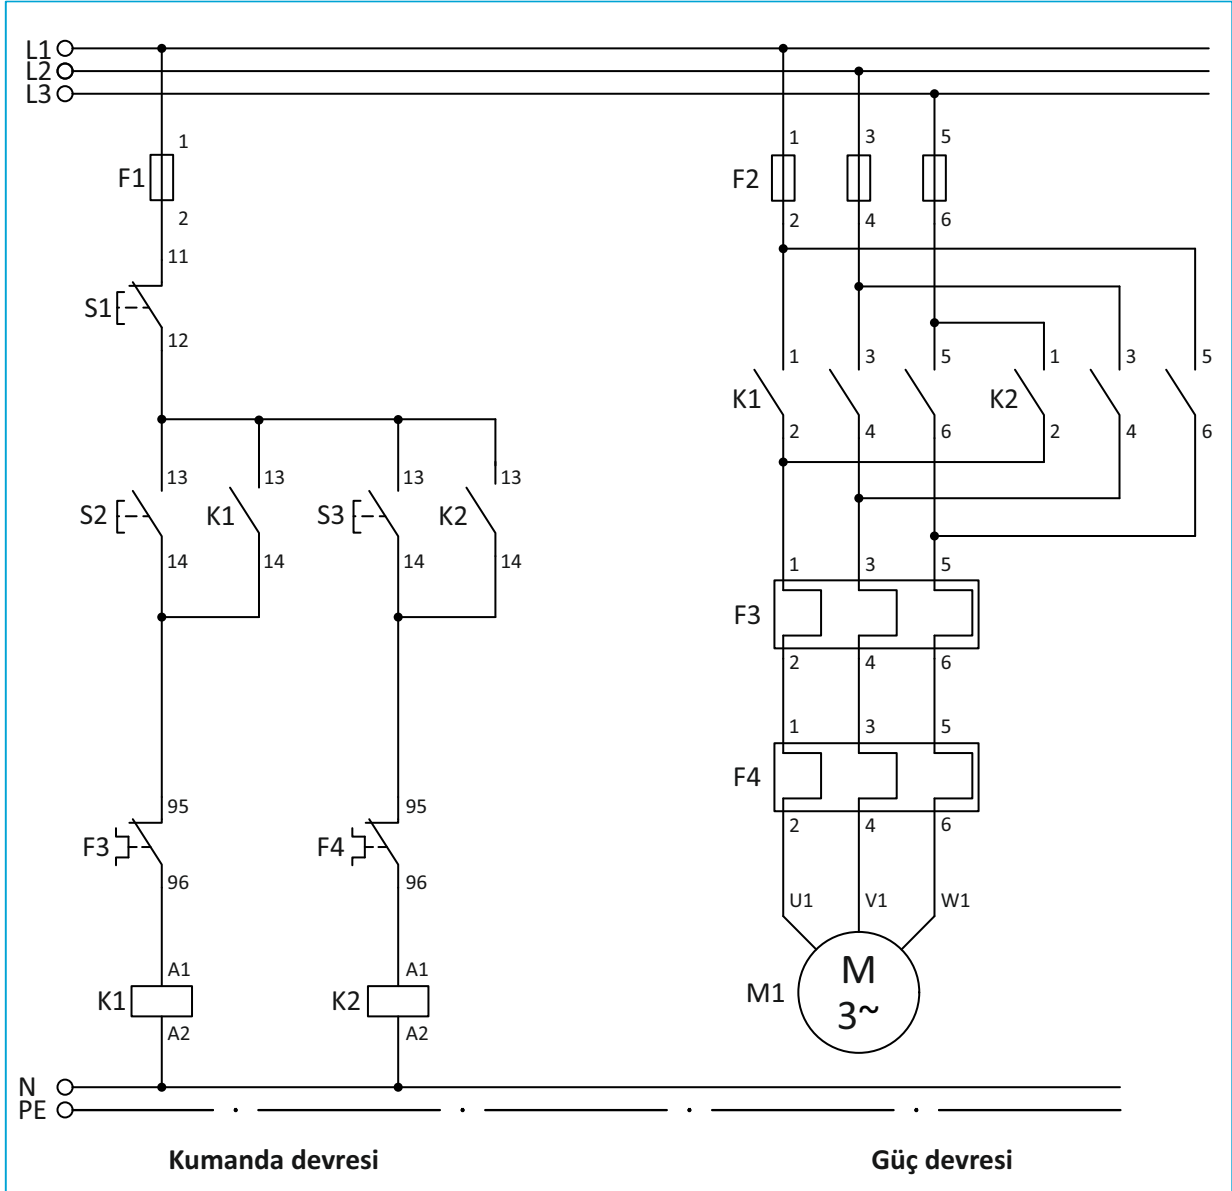 L1
L2
L3
1
F1
2
11
S1
12
13 13 13 13
S2 K1 S3 K2
14 14 14 14
95 95
F3 F4
96 96
A1 A1
K1 K2
A2 A2
N
PE
Kumanda devresi
1 3 5
F2
2 4 6
1 3 5 1 3 5
K1 K2
2 4 6 2 4 6
1 3 5
F3
2 4 6
1 3 5
F4
2 4 6
U1 V1 W1
M1
M
3~
Güç devresi